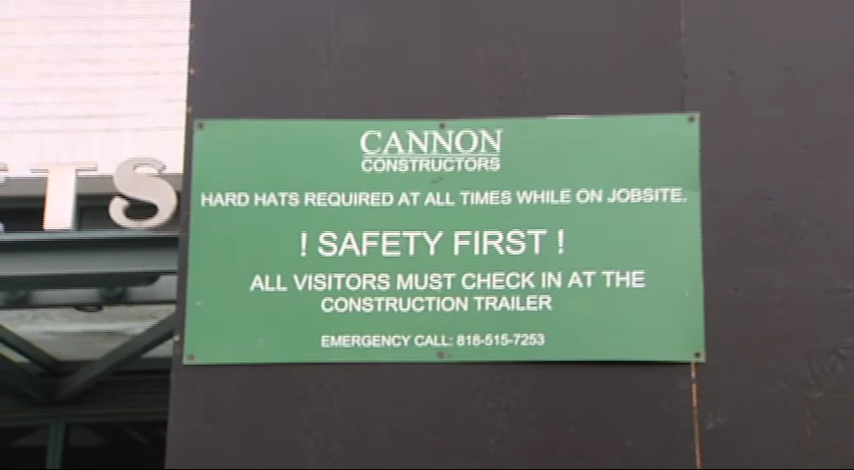 TS
CANNON
CONSTRUCTORS
HARD HATS REQUIRED AT ALL TIMES WHILE ON JOBSITE.
! SAFETY FIRST !
ALL VISITORS MUST CHECK IN AT THE
CONSTRUCTION TRAILER
EMERGENCY CALL: 818-515-7253